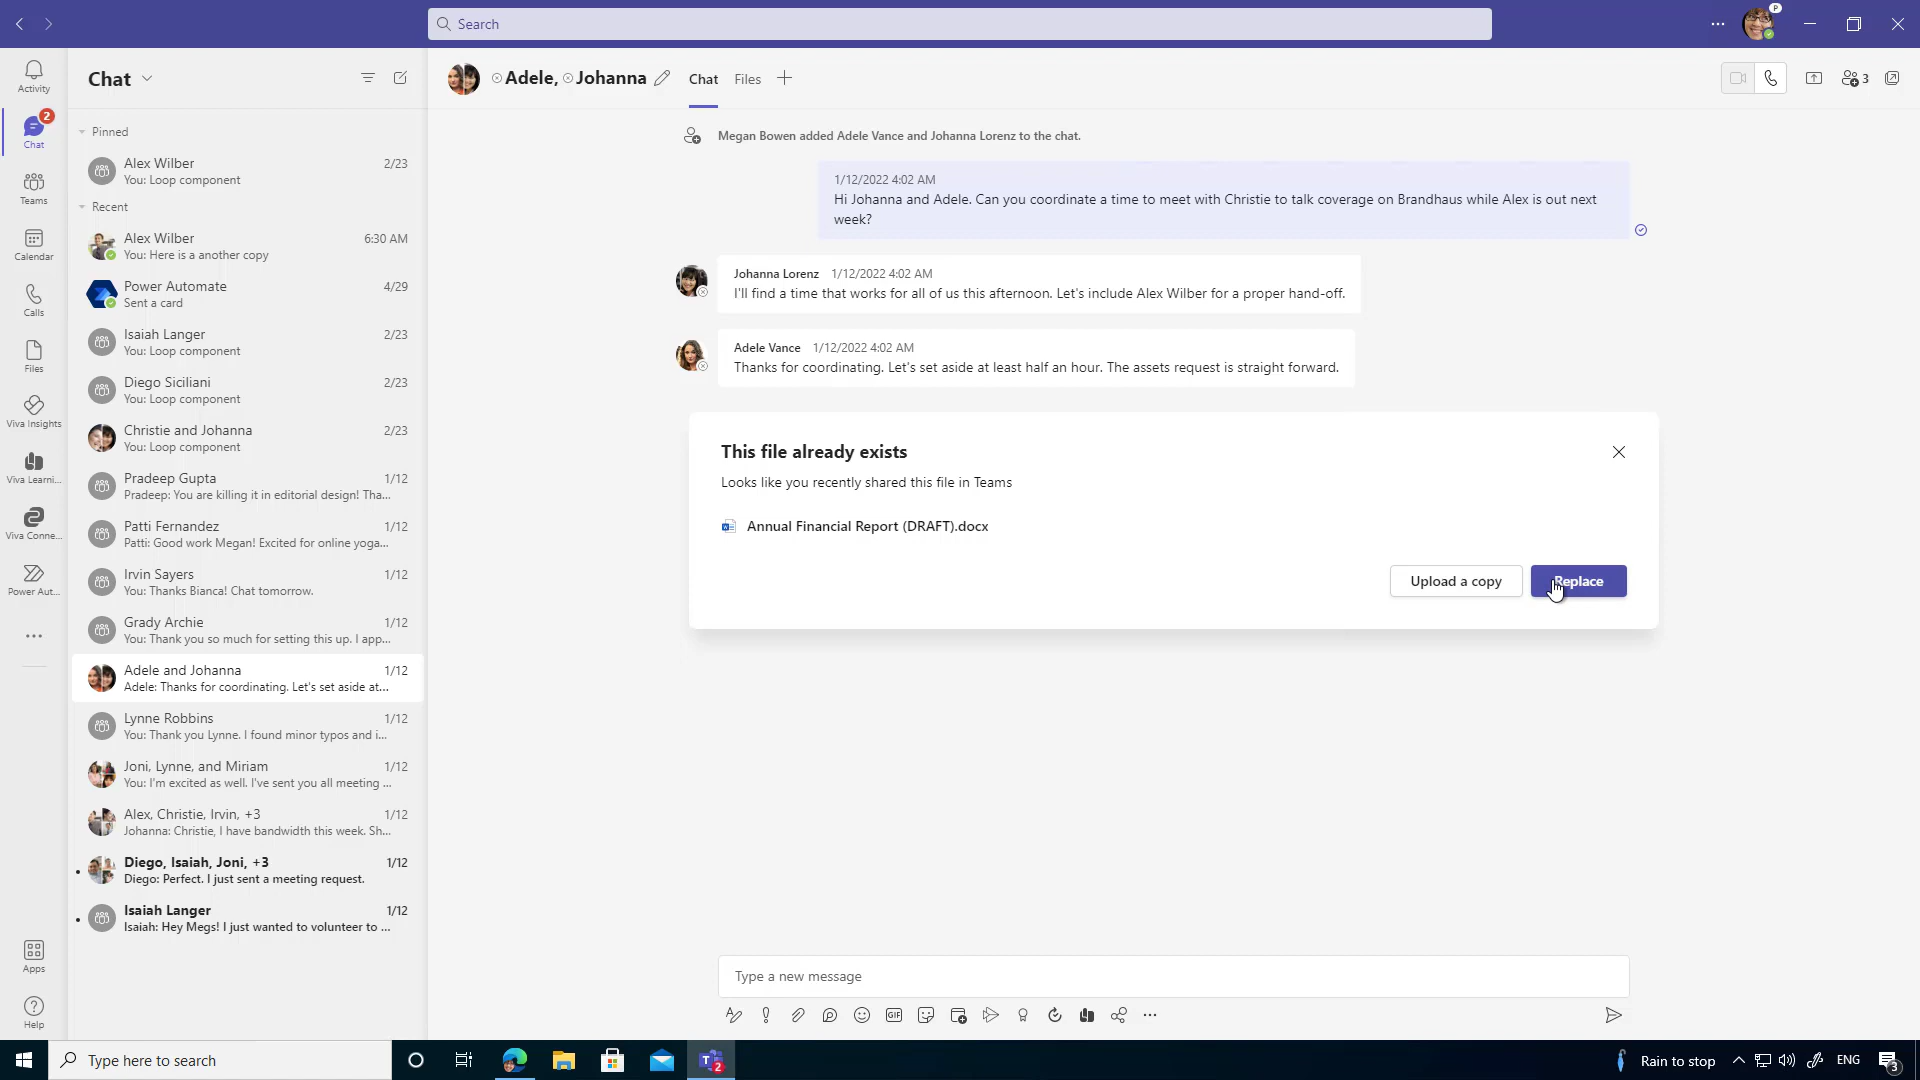 Search
P
Activity
2
Chat
Teams
Calendar
Calls
Files
Viva Insights
Viva Learni...
Viva Conne...
Power Aut...
Apps
Help
Chat
Pinned
Alex Wilber 2/23
You: Loop component
Recent
Alex Wilber 6:30 AM
You: Here is a another copy
Power Automate 4/29
Sent a card
Isaiah Langer 2/23
You: Loop component
Diego Siciliani 2/23
You: Loop component
Christie and Johanna 2/23
You: Loop component
Pradeep Gupta 1/12
Pradeep: You are killing it in editorial design! Tha...
Patti Fernandez 1/12
Patti: Good work Megan! Excited for online yoga...
Irvin Sayers 1/12
You: Thanks Bianca! Chat tomorrow.
Grady Archie 1/12
You: Thank you so much for setting this up. I app...
Adele and Johanna 1/12
Adele: Thanks for coordinating. Let's set aside at...
Lynne Robbins 1/12
You: Thank you Lynne. I found minor typos and i...
Joni, Lynne, and Miriam 1/12
You: I'm excited as well. I've sent you all meeting ...
Alex, Christie, Irvin, +3 1/12
Johanna: Christie, I have bandwidth this week. Sh...
Diego, Isaiah, Joni, +3 1/12
Diego: Perfect. I just sent a meeting request.
Isaiah Langer 1/12
Isaiah: Hey Megs! I just wanted to volunteer to ...
Adele, Johanna Chat Files 3
Megan Bowen added Adele Vance and Johanna Lorenz to the chat.
1/12/2022 4:02 AM
Hi Johanna and Adele. Can you coordinate a time to meet with Christie to talk coverage on Brandhaus while Alex is out next
week?
Johanna Lorenz 1/12/2022 4:02 AM
I'll find a time that works for all of us this afternoon. Let's include Alex Wilber for a proper hand-off.
Adele Vance 1/12/2022 4:02 AM
Thanks for coordinating. Let's set aside at least half an hour. The assets request is straight forward.
This file already exists
Looks like you recently shared this file in Teams
Annual Financial Report (DRAFT).docx
Upload a copy Replace
Type a new message
GIF
Type here to search
T 2
Rain to stop ENG 3